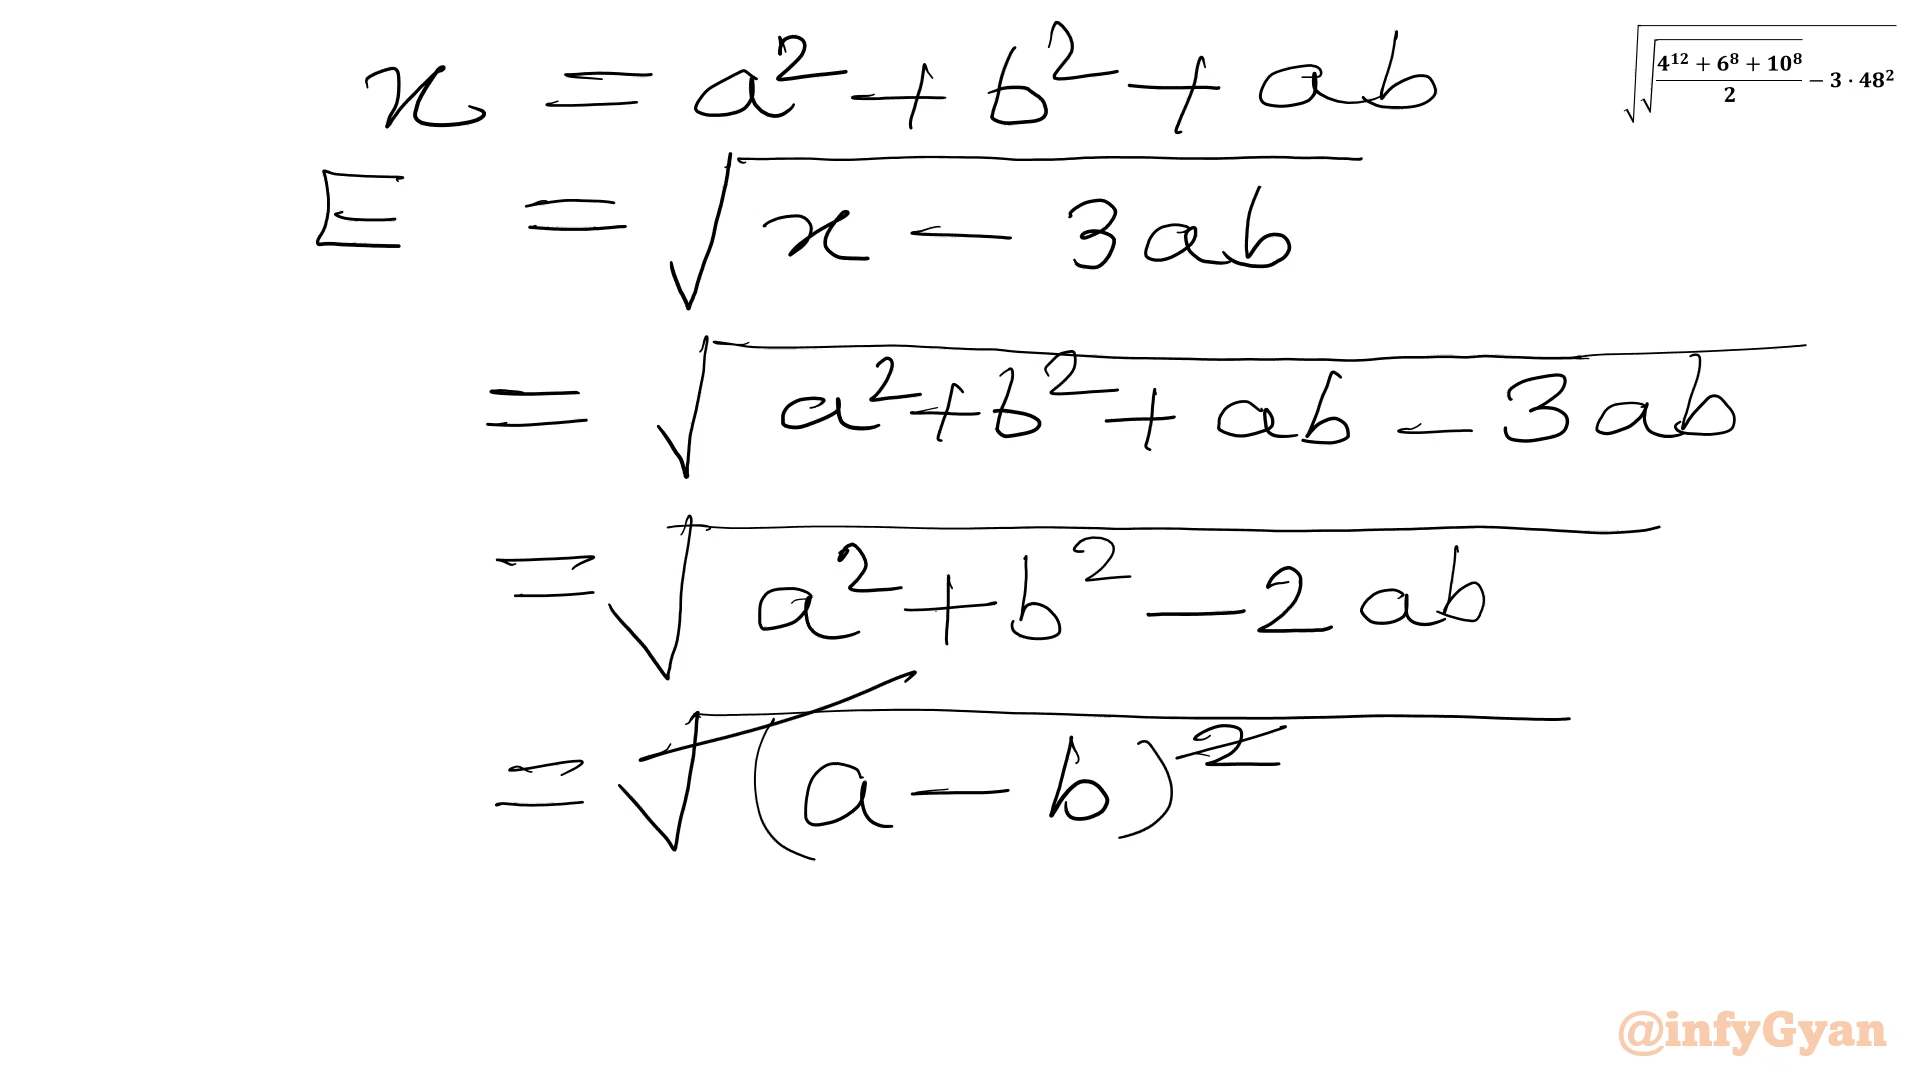 x = a² + b² + ab
√(√((4¹² + 6⁸ + 10⁸)/2) − 3 · 48²)
E = √(x − 3ab)
= √(a² + b² + ab − 3ab)
= √(a² + b² − 2ab)
= √(a − b)²
@infyGyan